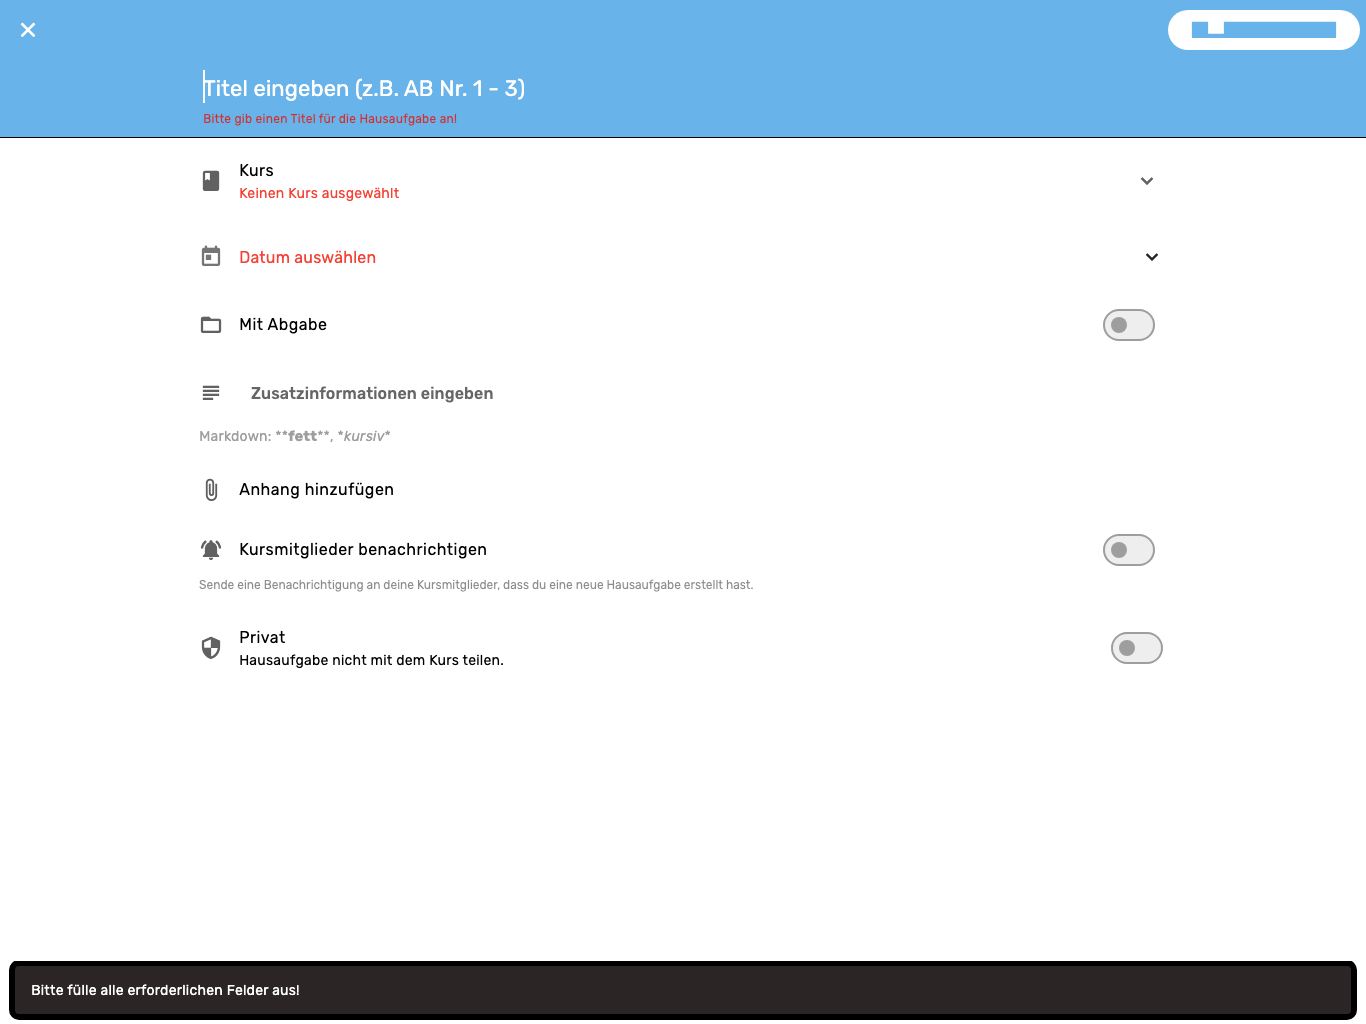 Titel eingeben (z.B. AB Nr. 1 - 3)
Bitte gib einen Titel für die Hausaufgabe an!
Kurs
Keinen Kurs ausgewählt
Datum auswählen
Mit Abgabe
Zusatzinformationen eingeben
Markdown: **fett**, *kursiv*
Anhang hinzufügen
Kursmitglieder benachrichtigen
Sende eine Benachrichtigung an deine Kursmitglieder, dass du eine neue Hausaufgabe erstellt hast.
Privat
Hausaufgabe nicht mit dem Kurs teilen.
Bitte fülle alle erforderlichen Felder aus!